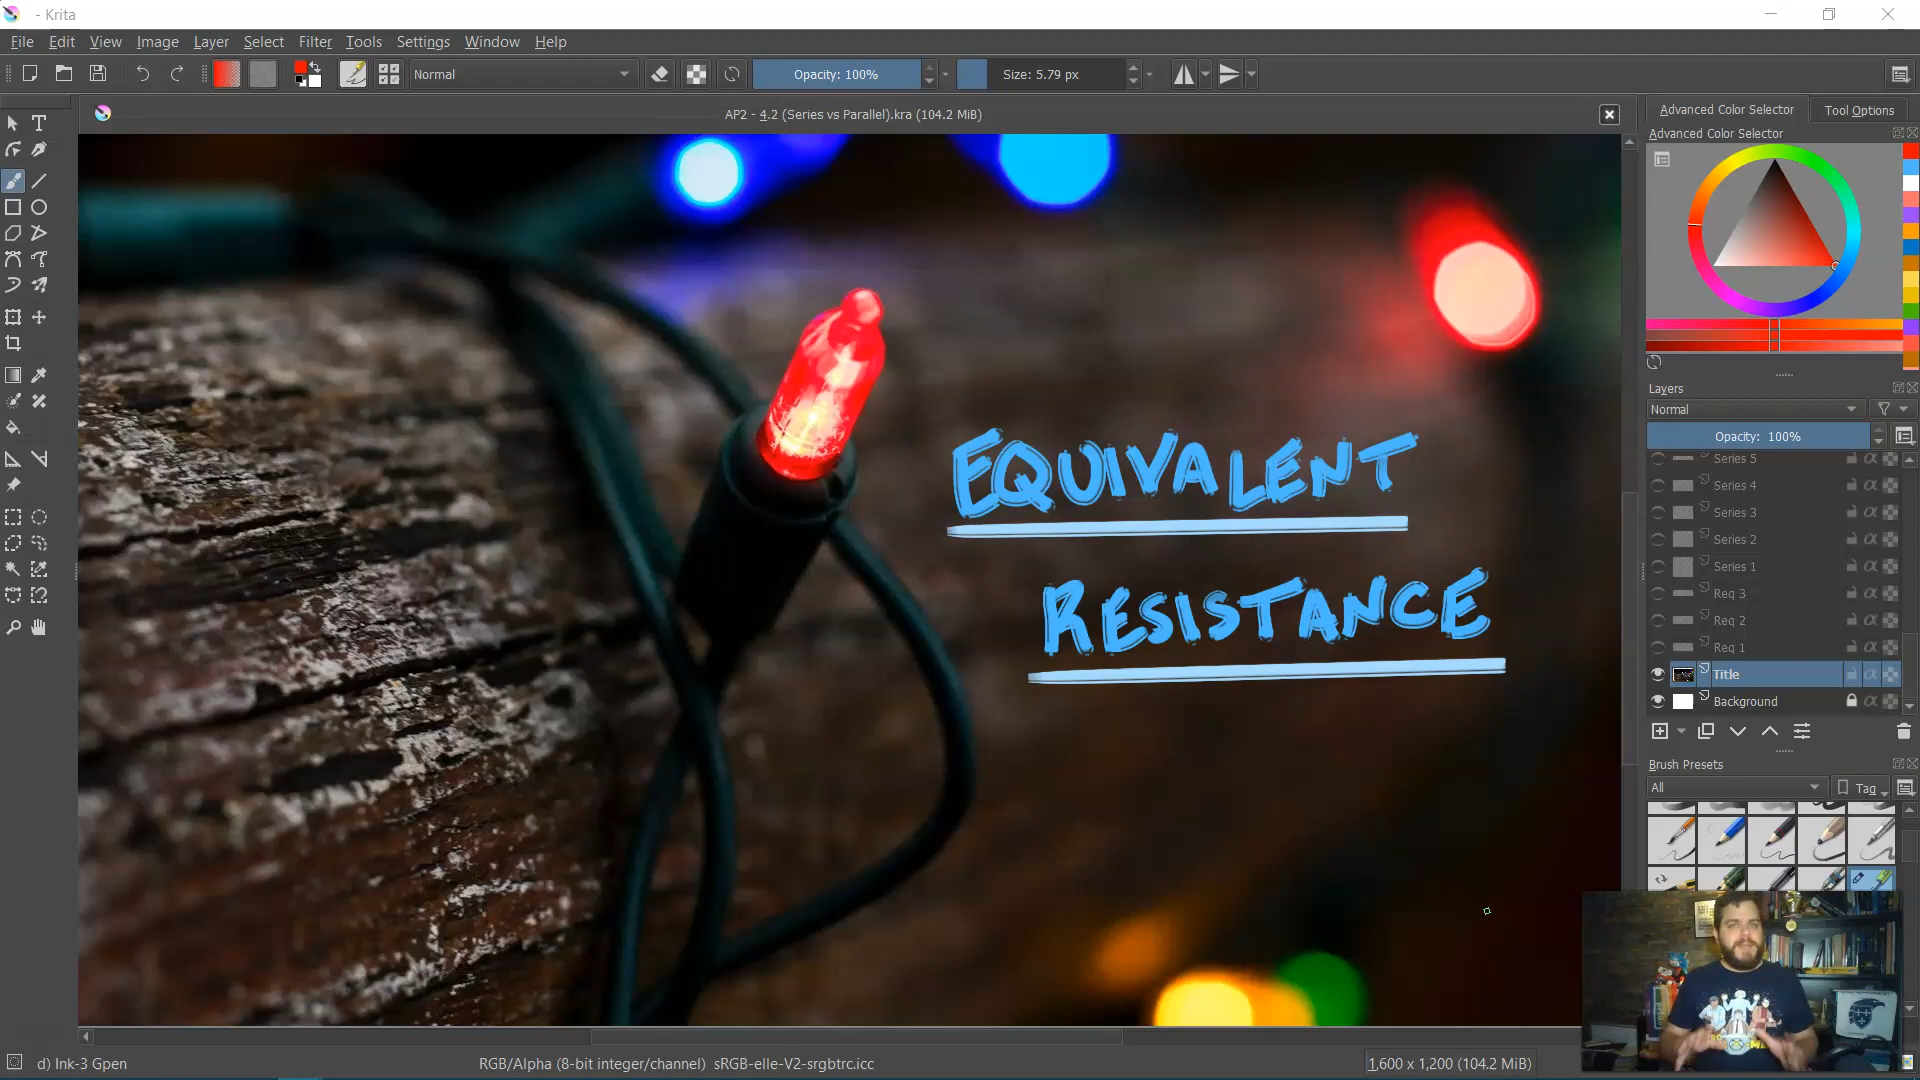 - Krita
File Edit View Image Layer Select Filter Tools Settings Window Help
Normal
Opacity: 100%
Size: 5.79 px
AP2 - 4.2 (Series vs Parallel).kra (104.2 MiB)
Advanced Color Selector
Tool Options
Advanced Color Selector
EQUIVALENT
RESISTANCE
Layers
Normal
Opacity: 100%
Series 5
Series 4
Series 3
Series 2
Series 1
Req 3
Req 2
Req 1
Title
Background
Brush Presets
All
Tag
d) Ink-3 Gpen
RGB/Alpha (8-bit integer/channel) sRGB-elle-V2-srgbtrc.icc
1,600 x 1,200 (104.2 MiB)